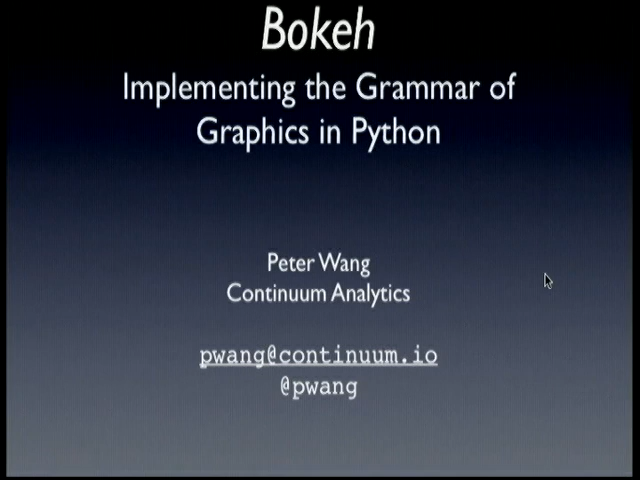 Bokeh
Implementing the Grammar of
Graphics in Python
Peter Wang
Continuum Analytics
pwang@continuum.io
@pwang